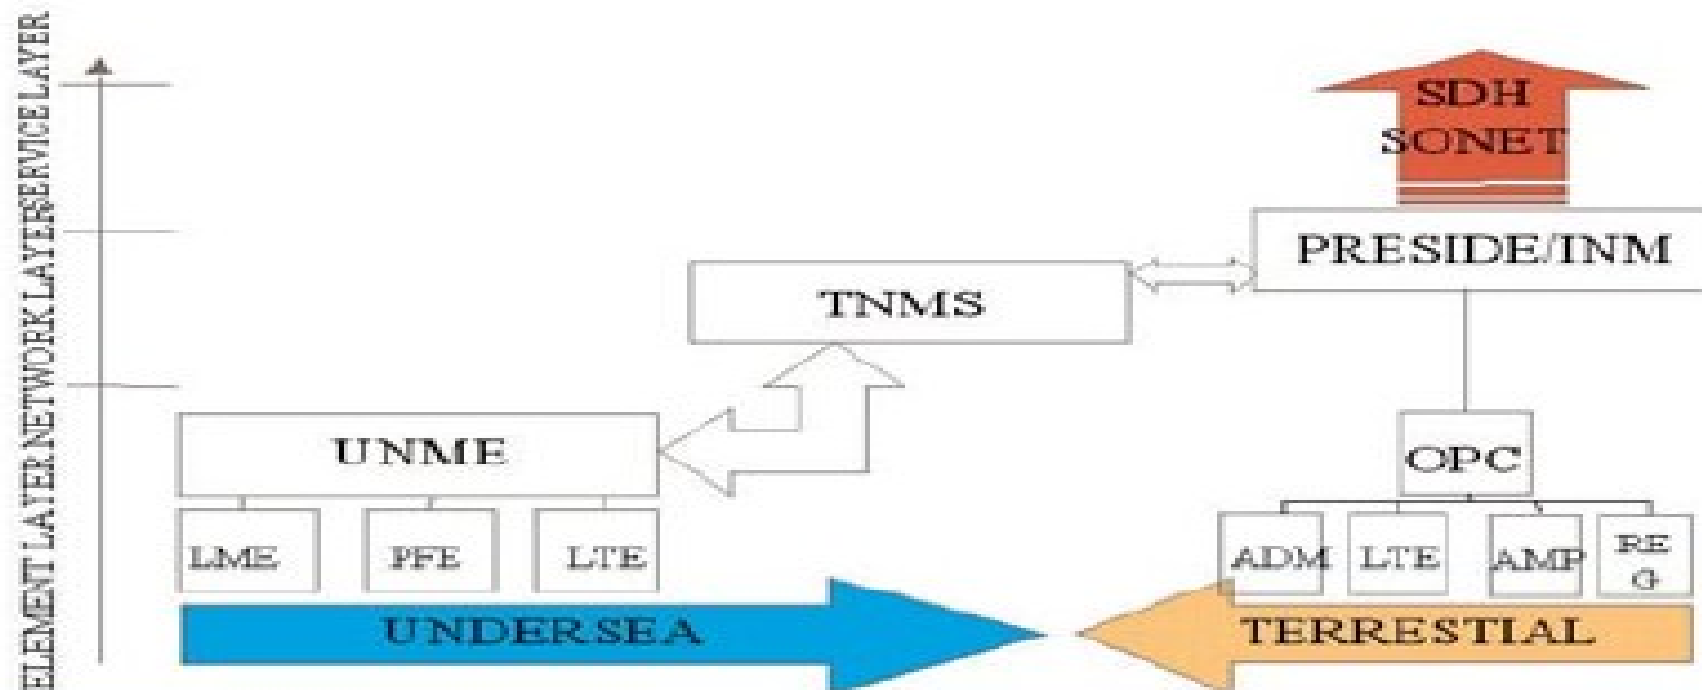 SERVICE LAYER
NETWORK LAYER
ELEMENT LAYER
SDH
SONET
PRESIDE/INM
TNMS
UNME
OPC
LME
PFE
LTE
ADM
LTE
AMP
RE
G
UNDERSEA
TERRESTIAL